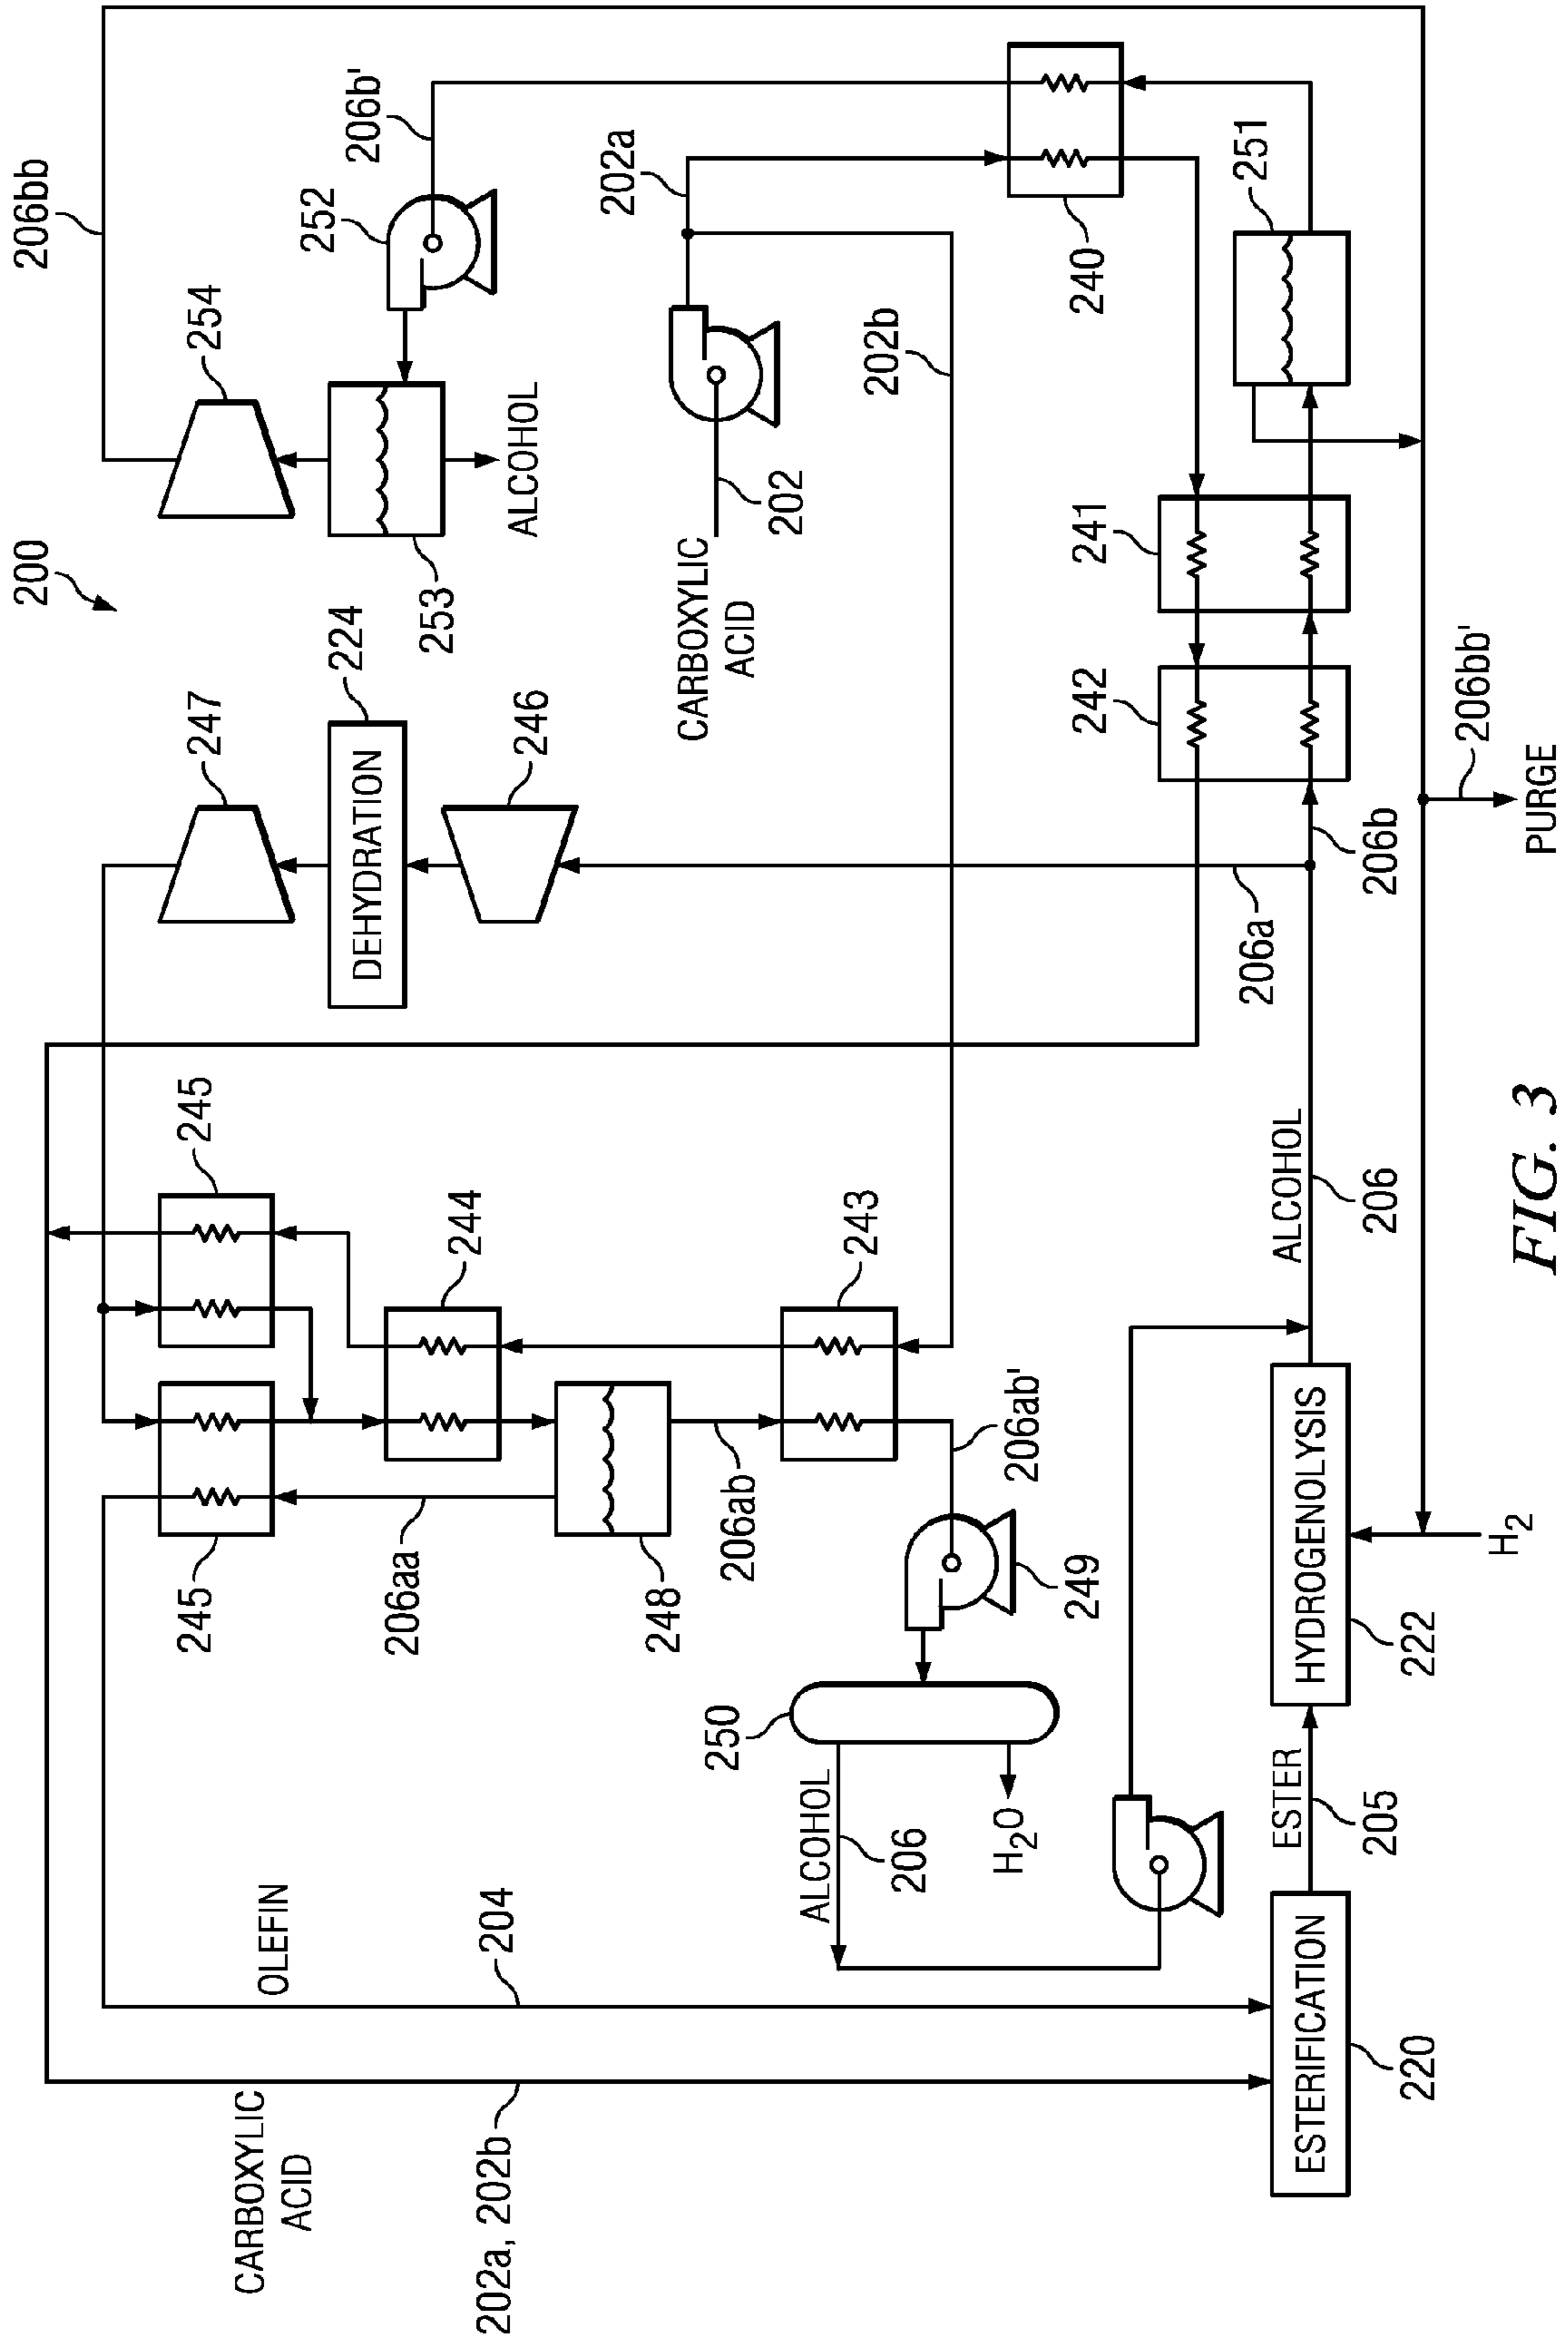 200
CARBOXYLIC
ACID
202a, 202b
OLEFIN
204
245
245
247
254
206bb
206aa
244
224
DEHYDRATION
253
252
206b'
248
246
ALCOHOL
206ab
243
CARBOXYLIC
ACID
202
202a
250
ALCOHOL
206
H2O
249
206ab'
202b
240
242
241
251
206a
220
ESTERIFICATION
ESTER
205
222
HYDROGENOLYSIS
ALCOHOL
206
206b
H2
206bb'
PURGE
FIG. 3